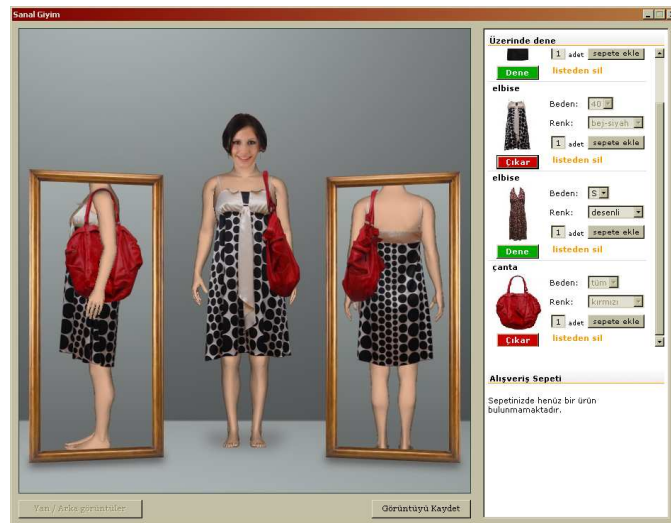 Sanal Giyim
Üzerinde dene
1 adet sepete ekle
Dene listeden sil
elbise
Beden: 40
Renk: bej-siyah
1 adet sepete ekle
Çıkar listeden sil
elbise
Beden: S
Renk: desenli
1 adet sepete ekle
Dene listeden sil
çanta
Beden: tüm
Renk: kırmızı
1 adet sepete ekle
Çıkar listeden sil
Alışveriş Sepeti
Sepetinizde henüz bir ürün
bulunmamaktadır.
Yan / Arka görüntüler
Görüntüyü Kaydet